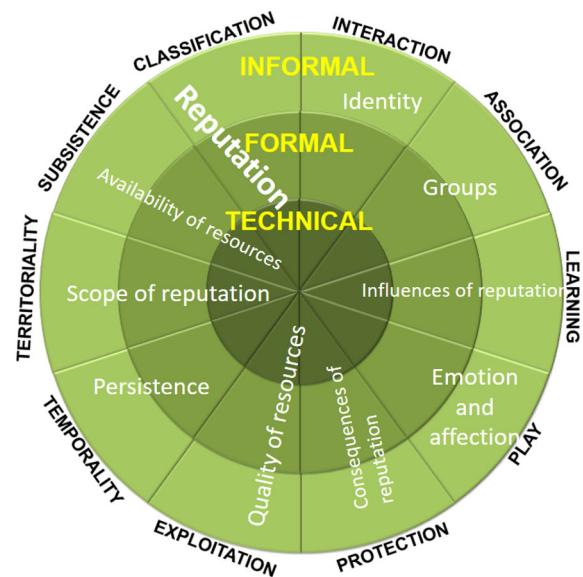 CLASSIFICATION
INTERACTION
INFORMAL
Reputation
Identity
SUBSISTENCE
ASSOCIATION
FORMAL
Availability of resources
Groups
TECHNICAL
TERRITORIALITY
Scope of reputation
Influences of reputation
LEARNING
Persistence
Quality of resources
Consequences of
reputation
Emotion
and
affection
PLAY
TEMPORALITY
EXPLOITATION
PROTECTION